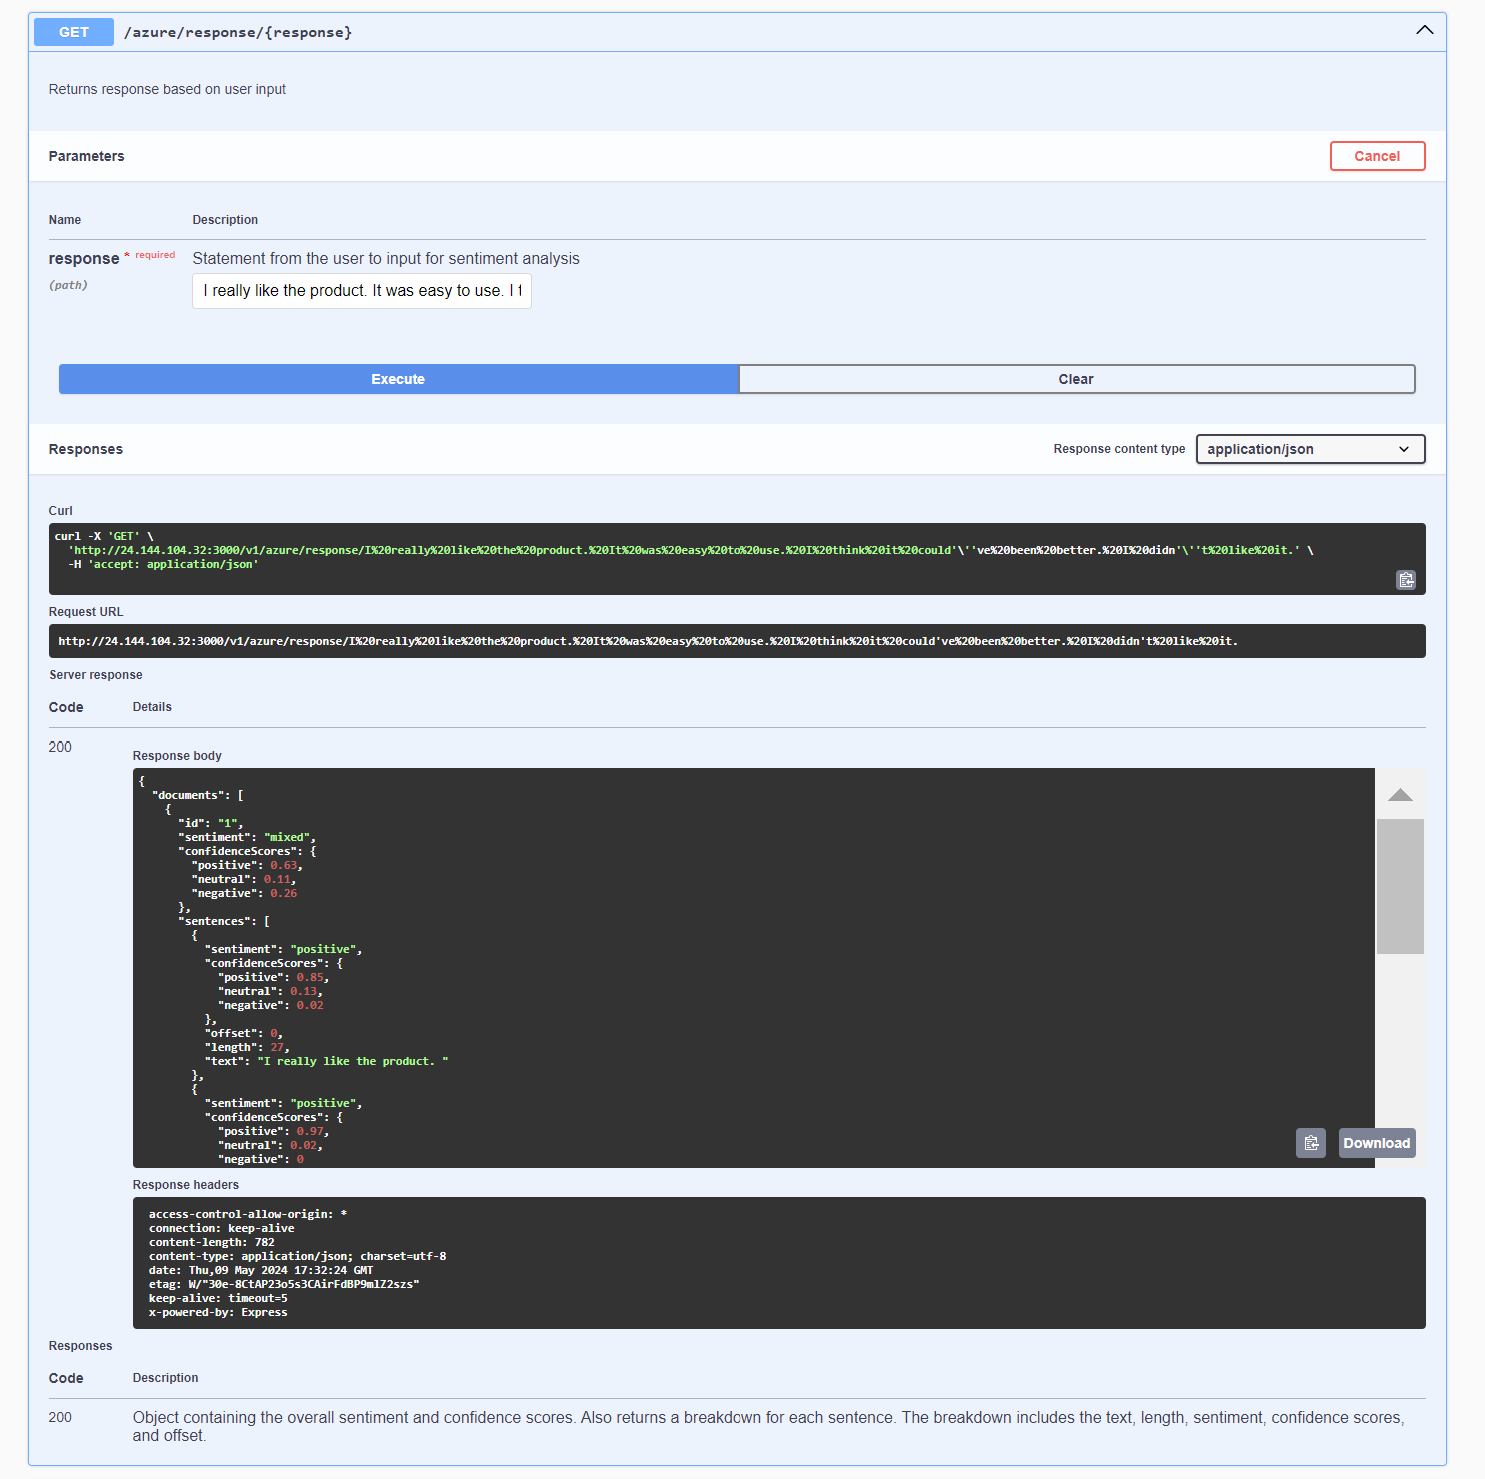 GET /azure/response/{response}
Returns response based on user input
Parameters
Cancel
Name Description
response * required
(path)
Statement from the user to input for sentiment analysis
I really like the product. It was easy to use. I t
Execute
Clear
Responses
Response content type
application/json
Curl
curl -X 'GET' \
  'http://24.144.104.32:3000/v1/azure/response/I%20really%20like%20the%20product.%20It%20was%20easy%20to%20use.%20I%20think%20it%20could'\''ve%20been%20better.%20I%20didn'\''t%20like%20it.' \
  -H 'accept: application/json'
Request URL
http://24.144.104.32:3000/v1/azure/response/I%20really%20like%20the%20product.%20It%20was%20easy%20to%20use.%20I%20think%20it%20could've%20been%20better.%20I%20didn't%20like%20it.
Server response
Code Details
200
Response body
{
  "documents": [
    {
      "id": "1",
      "sentiment": "mixed",
      "confidenceScores": {
        "positive": 0.63,
        "neutral": 0.11,
        "negative": 0.26
      },
      "sentences": [
        {
          "sentiment": "positive",
          "confidenceScores": {
            "positive": 0.85,
            "neutral": 0.13,
            "negative": 0.02
          },
          "offset": 0,
          "length": 27,
          "text": "I really like the product. "
        },
        {
          "sentiment": "positive",
          "confidenceScores": {
            "positive": 0.97,
            "neutral": 0.02,
            "negative": 0
Download
Response headers
access-control-allow-origin: *
connection: keep-alive
content-length: 782
content-type: application/json; charset=utf-8
date: Thu,09 May 2024 17:32:24 GMT
etag: W/"30e-8CtAP23o5s3CAirFdBP9mlZ2szs"
keep-alive: timeout=5
x-powered-by: Express
Responses
Code Description
200
Object containing the overall sentiment and confidence scores. Also returns a breakdown for each sentence. The breakdown includes the text, length, sentiment, confidence scores,
and offset.